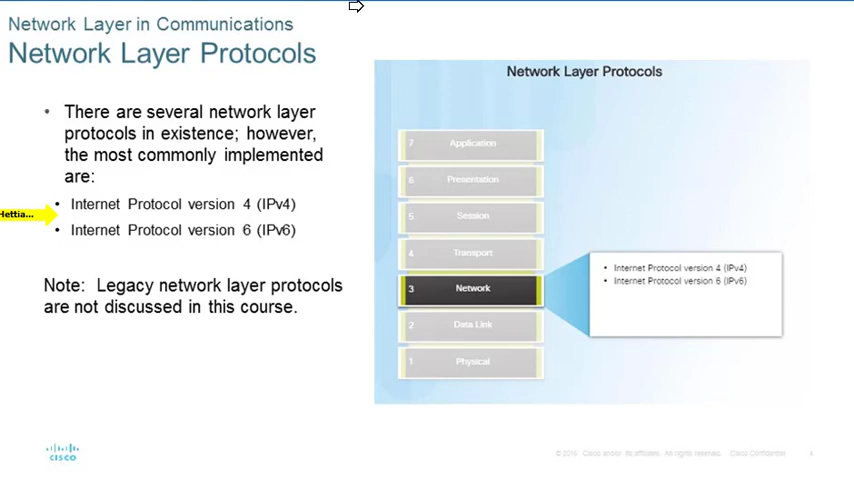 Network Layer in Communications
Network Layer Protocols
• There are several network layer
protocols in existence; however,
the most commonly implemented
are:
• Internet Protocol version 4 (IPv4)
• Internet Protocol version 6 (IPv6)
Note: Legacy network layer protocols
are not discussed in this course.
Hettia...
Network Layer Protocols
7 Application
6 Presentation
5 Session
4 Transport
3 Network
2 Data Link
1 Physical
• Internet Protocol version 4 (IPv4)
• Internet Protocol version 6 (IPv6)
CISCO
© 2016 Cisco and/or its affiliates. All rights reserved. Cisco Confidential